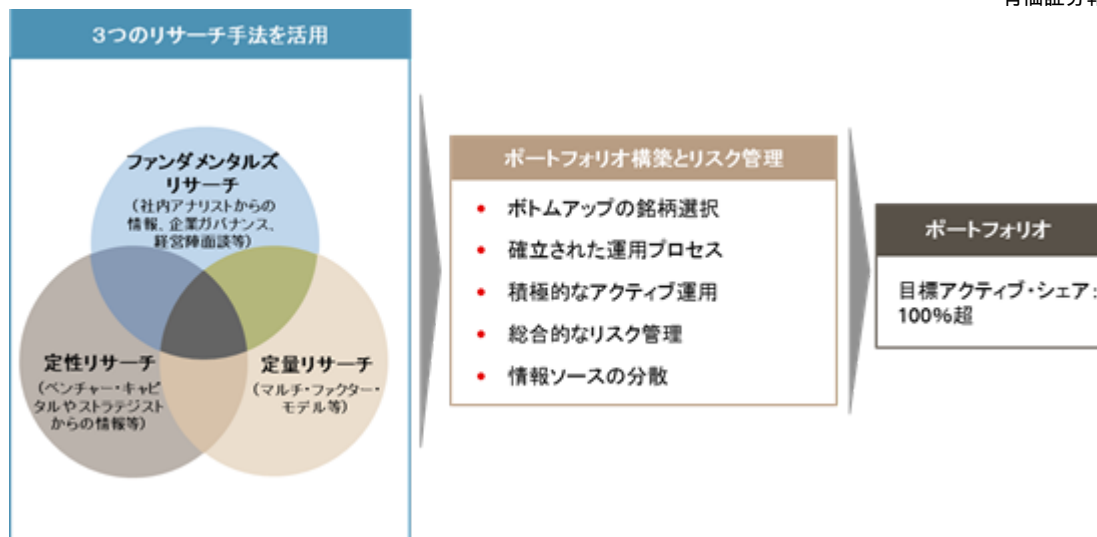 3つのリサーチ手法を活用
ファンダメンタルズ
リサーチ
(社内アナリストからの
情報、企業ガバナンス、
経営陣面談等)
定性リサーチ
(ベンチャー・キャピ
タルやストラテジスト
からの情報等)
定量リサーチ
(マルチ・ファクター・
モデル等)
ポートフォリオ構築とリスク管理
• ボトムアップの銘柄選択
• 確立された運用プロセス
• 積極的なアクティブ運用
• 総合的なリスク管理
• 情報ソースの分散
ポートフォリオ
目標アクティブ・シェア:
100%超